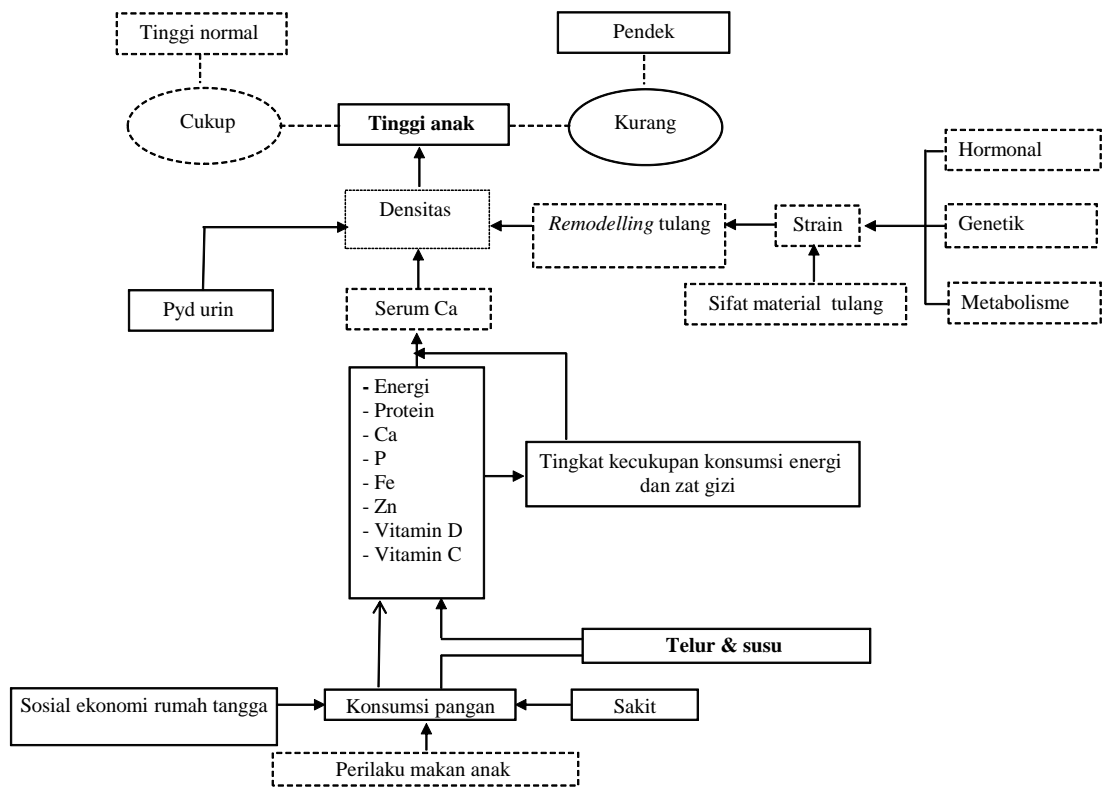 Tinggi normal
Pendek
Cukup
Tinggi anak
Kurang
Hormonal
Densitas
Remodelling tulang
Strain
Genetik
Pyd urin
Serum Ca
Sifat material tulang
Metabolisme
- Energi
- Protein
- Ca
- P
- Fe
- Zn
- Vitamin D
- Vitamin C
Tingkat kecukupan konsumsi energi
dan zat gizi
Telur & susu
Sosial ekonomi rumah tangga
Konsumsi pangan
Sakit
Perilaku makan anak